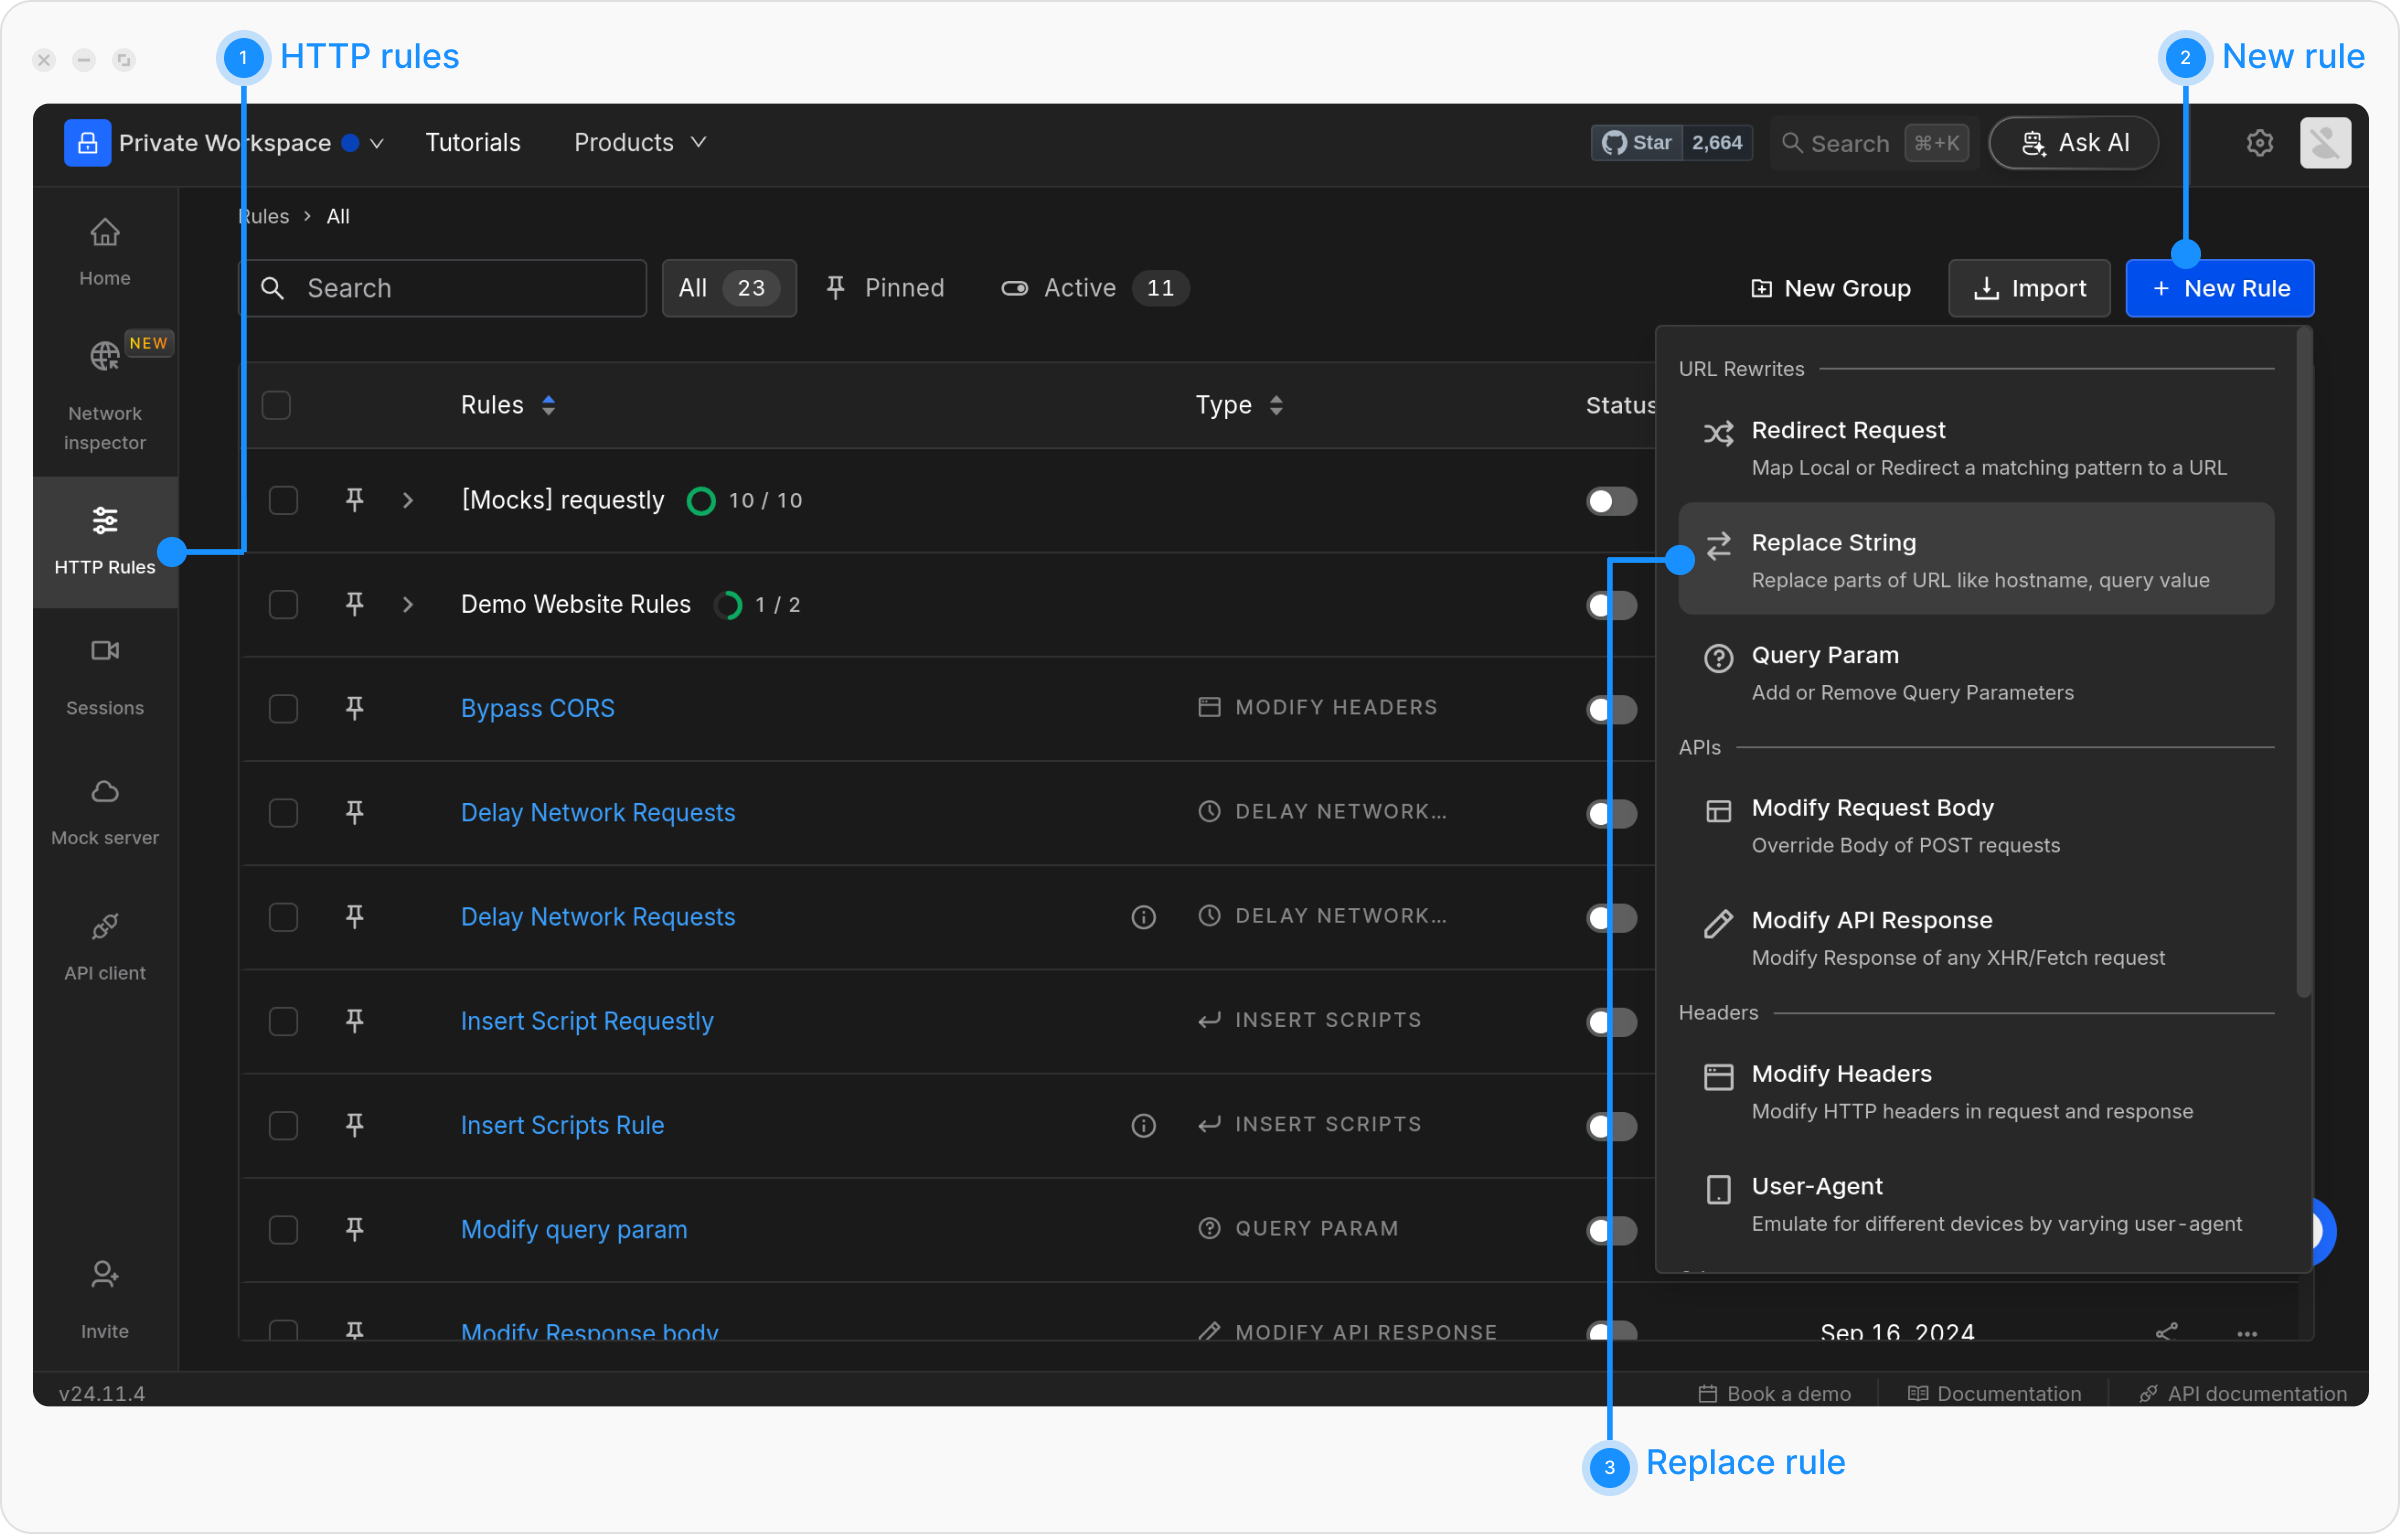 1 HTTP rules
2 New rule
Private Workspace
Tutorials
Products
Star 2,664
Search ⌘+K
Ask AI
Rules > All
Home
NEW
Network
inspector
HTTP Rules
Sessions
Mock server
API client
Invite
Search
All 23
Pinned
Active 11
New Group
Import
+ New Rule
Rules
Type
Status
[Mocks] requestly 10 / 10
Demo Website Rules 1 / 2
Bypass CORS MODIFY HEADERS
Delay Network Requests DELAY NETWORK...
Delay Network Requests DELAY NETWORK...
Insert Script Requestly INSERT SCRIPTS
Insert Scripts Rule INSERT SCRIPTS
Modify query param QUERY PARAM
Modify Response body MODIFY API RESPONSE Sep 16, 2024
URL Rewrites
Redirect Request
Map Local or Redirect a matching pattern to a URL
Replace String
Replace parts of URL like hostname, query value
Query Param
Add or Remove Query Parameters
APIs
Modify Request Body
Override Body of POST requests
Modify API Response
Modify Response of any XHR/Fetch request
Headers
Modify Headers
Modify HTTP headers in request and response
User-Agent
Emulate for different devices by varying user-agent
v24.11.4
Book a demo
Documentation
API documentation
3 Replace rule